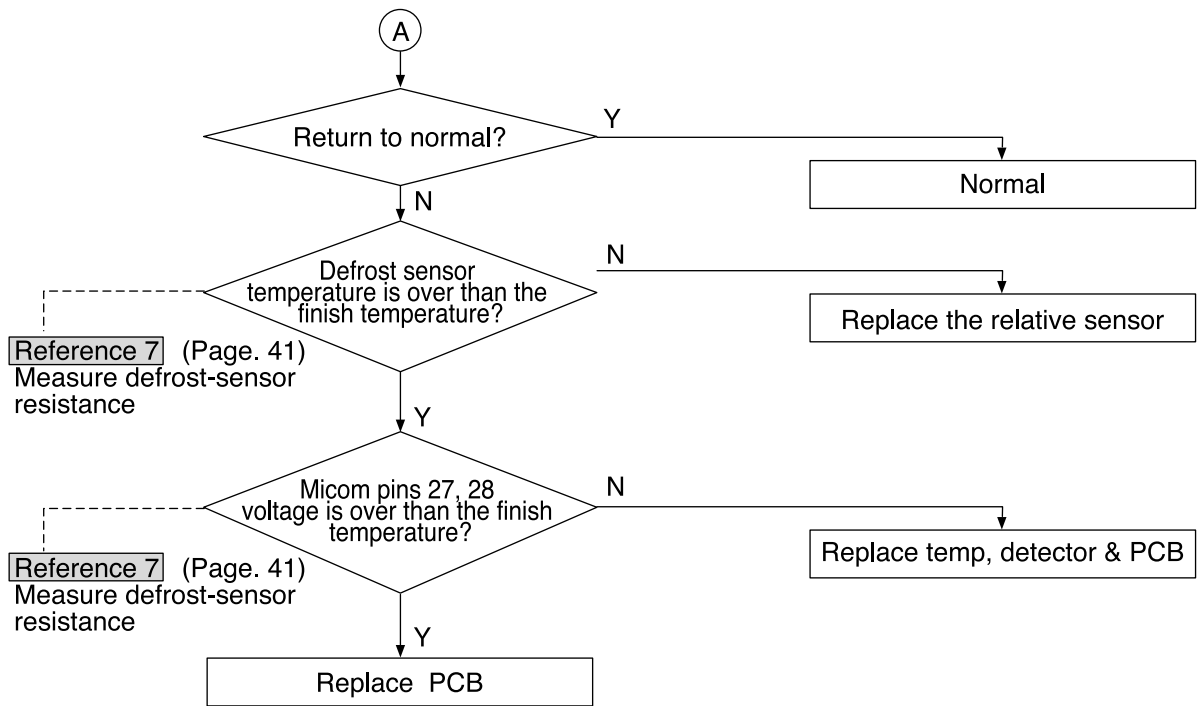 A
Return to normal?
Y
Normal
N
Defrost sensor
temperature is over than the
finish temperature?
N
Replace the relative sensor
Reference 7 (Page. 41)
Measure defrost-sensor
resistance
Y
Micom pins 27, 28
voltage is over than the finish
temperature?
N
Replace temp, detector & PCB
Reference 7 (Page. 41)
Measure defrost-sensor
resistance
Y
Replace PCB